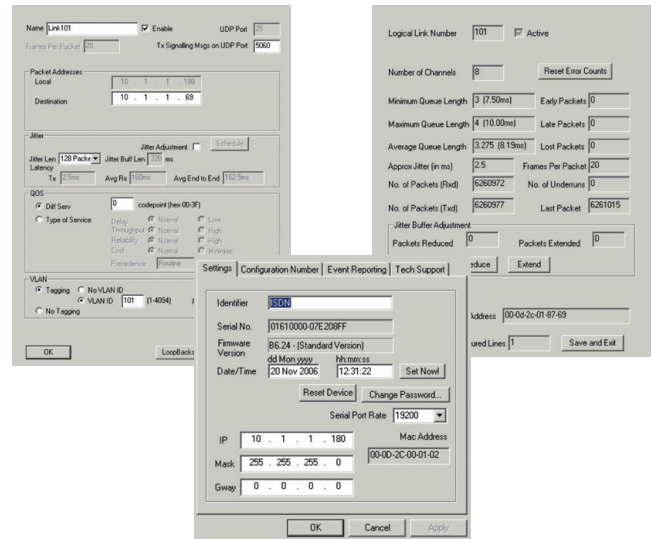 Name Link101 Enable UDP Port 25
Frames Per Packet 20 Tx Signalling Msgs on UDP Port 5060
Packet Addresses
Local 10 . 1 . 1 . 180
Destination 10 . 1 . 1 . 69
Jitter
Jitter Adjustment Schedule
Jitter Len 128 Packe Jitter Buff Len 320 ms
Latency
Tx 2.5ms Avg Rx 160ms Avg End to End 162.5ms
QOS
Diff Serv 0 codepoint (hex 00-3F)
Type of Service Delay Normal Low
Throughput Normal High
Reliability Normal High
Cost Normal Minimise
Precedence Routine
VLAN
Tagging No VLAN ID
VLAN ID 101 (1-4094)
No Tagging
OK LoopBacks
Logical Link Number 101 Active
Number of Channels 8 Reset Error Counts
Minimum Queue Length 3 (7.50ms) Early Packets 0
Maximum Queue Length 4 (10.00ms) Late Packets 0
Average Queue Length 3.275 (8.19ms) Lost Packets 0
Approx Jitter (in ms) 2.5 Frames Per Packet 20
No. of Packets (Rxd) 6260972 No. of Underruns 0
No. of Packets (Txd) 6260977 Last Packet 6261015
Jitter Buffer Adjustment
Packets Reduced 0 Packets Extended 0
educe Extend
Address 00-0d-2c-01-87-69
ured Lines 1 Save and Exit
Settings Configuration Number Event Reporting Tech Support
Identifier ISDN
Serial No. 01610000-07E208FF
Firmware Version B6.24 - (Standard Version)
dd Mon yyyy hh:mm:ss
Date/Time 20 Nov 2006 12:31:22 Set Now!
Reset Device Change Password...
Serial Port Rate 19200
IP 10 . 1 . 1 . 180 Mac Address
Mask 255 . 255 . 255 . 0 00-0D-2C-00-01-02
Gway 0 . 0 . 0 . 0
OK Cancel Apply